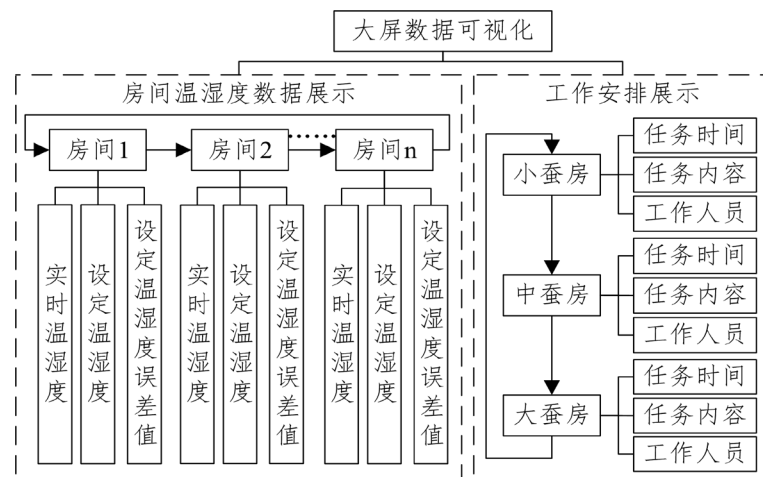 大屏数据可视化
房间温湿度数据展示
房间1
房间2
房间n
实时温湿度
设定温湿度
设定温湿度误差值
实时温湿度
设定温湿度
设定温湿度误差值
实时温湿度
设定温湿度
设定温湿度误差值
工作安排展示
小蚕房
任务时间
任务内容
工作人员
中蚕房
任务时间
任务内容
工作人员
大蚕房
任务时间
任务内容
工作人员